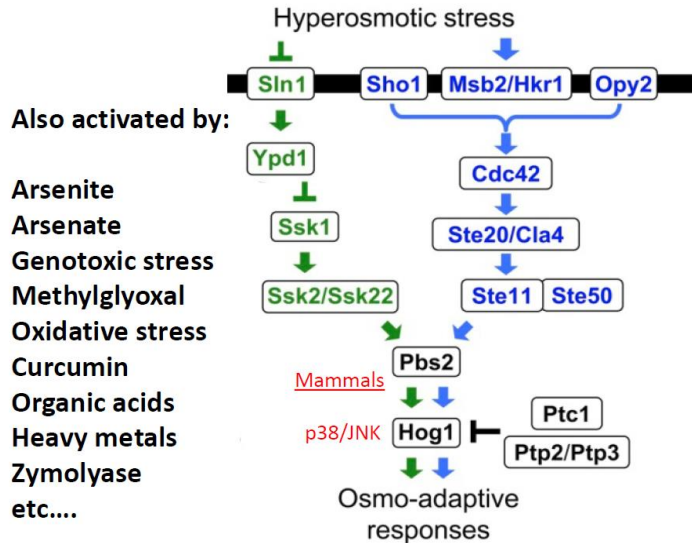 Hyperosmotic stress
Sln1
Sho1
Msb2/Hkr1
Opy2
Also activated by:
Ypd1
Cdc42
Arsenite
Arsenate
Ssk1
Ste20/Cla4
Genotoxic stress
Methylglyoxal
Ssk2/Ssk22
Ste11
Ste50
Oxidative stress
Curcumin
Pbs2
Mammals
Organic acids
Ptc1
Heavy metals
p38/JNK
Hog1
Ptp2/Ptp3
Zymolyase
etc....
Osmo-adaptive
responses